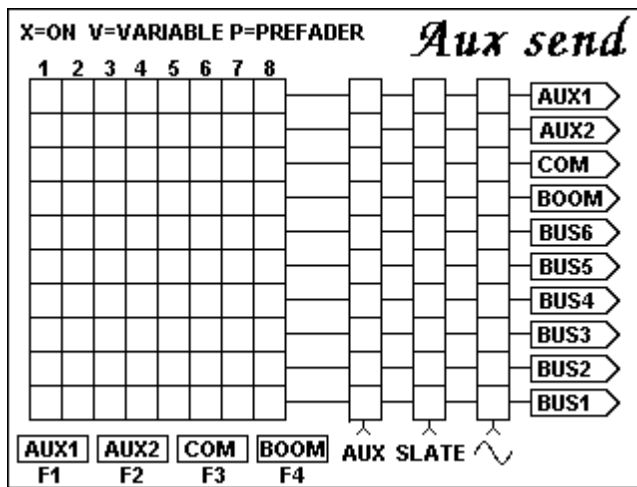 X=ON V=VARIABLE P=PREFADER
Aux send
1 2 3 4 5 6 7 8
AUX1
AUX2
COM
BOOM
BUS6
BUS5
BUS4
BUS3
BUS2
BUS1
AUX SLATE
AUX1 AUX2 COM BOOM
F1 F2 F3 F4